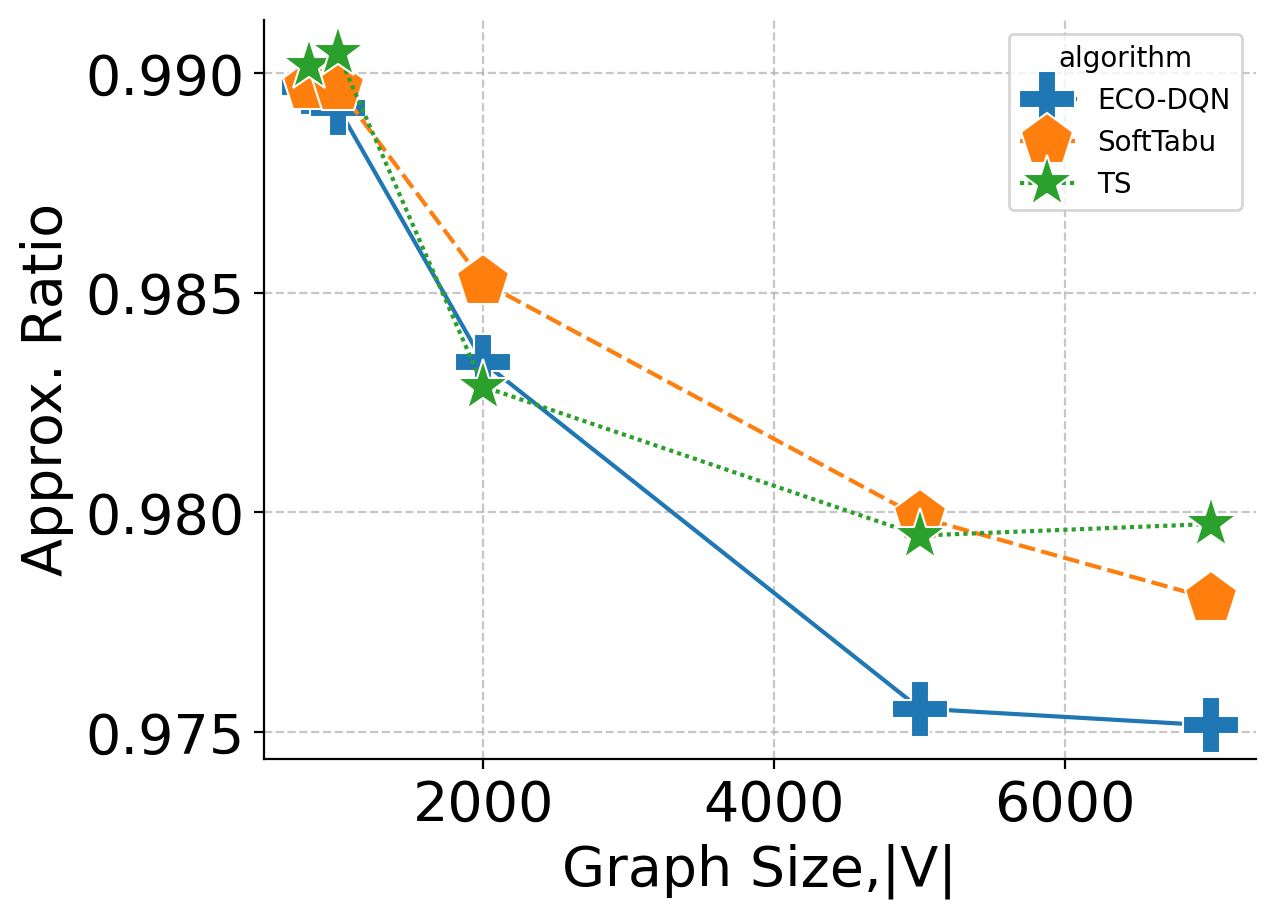 algorithm
ECO-DQN
SoftTabu
TS
0.990
0.985
0.980
0.975
Approx. Ratio
2000 4000 6000
Graph Size,|V|